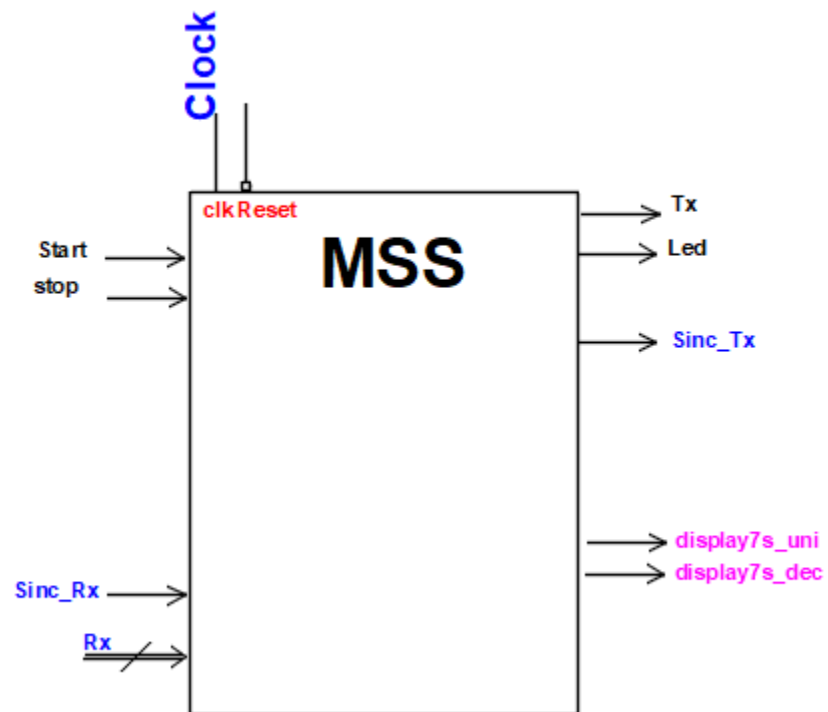 Clock
clkReset
MSS
Start
stop
Tx
Led
Sinc_Tx
display7s_uni
display7s_dec
Sinc_Rx
Rx